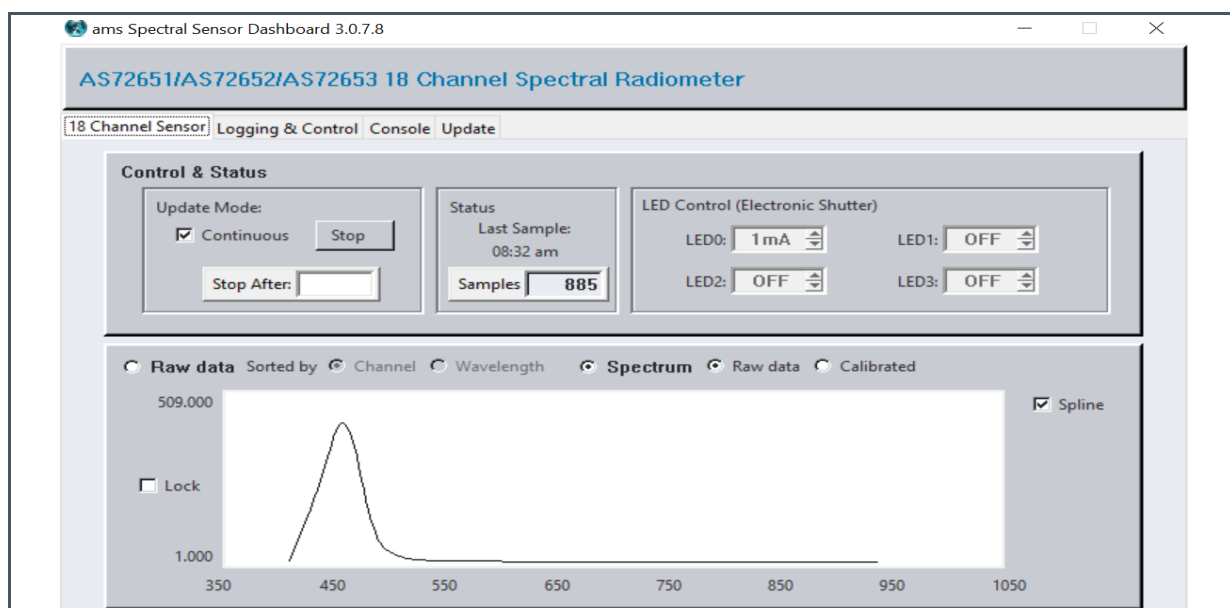 ams Spectral Sensor Dashboard 3.0.7.8
AS72651/AS72652/AS72653 18 Channel Spectral Radiometer
18 Channel Sensor Logging & Control Console Update
Control & Status
Update Mode:
Continuous Stop
Stop After:
Status
Last Sample:
08:32 am
Samples 885
LED Control (Electronic Shutter)
LED0: 1mA LED1: OFF
LED2: OFF LED3: OFF
Raw data Sorted by Channel Wavelength Spectrum Raw data Calibrated
509.000
Spline
Lock
1.000
350 450 550 650 750 850 950 1050